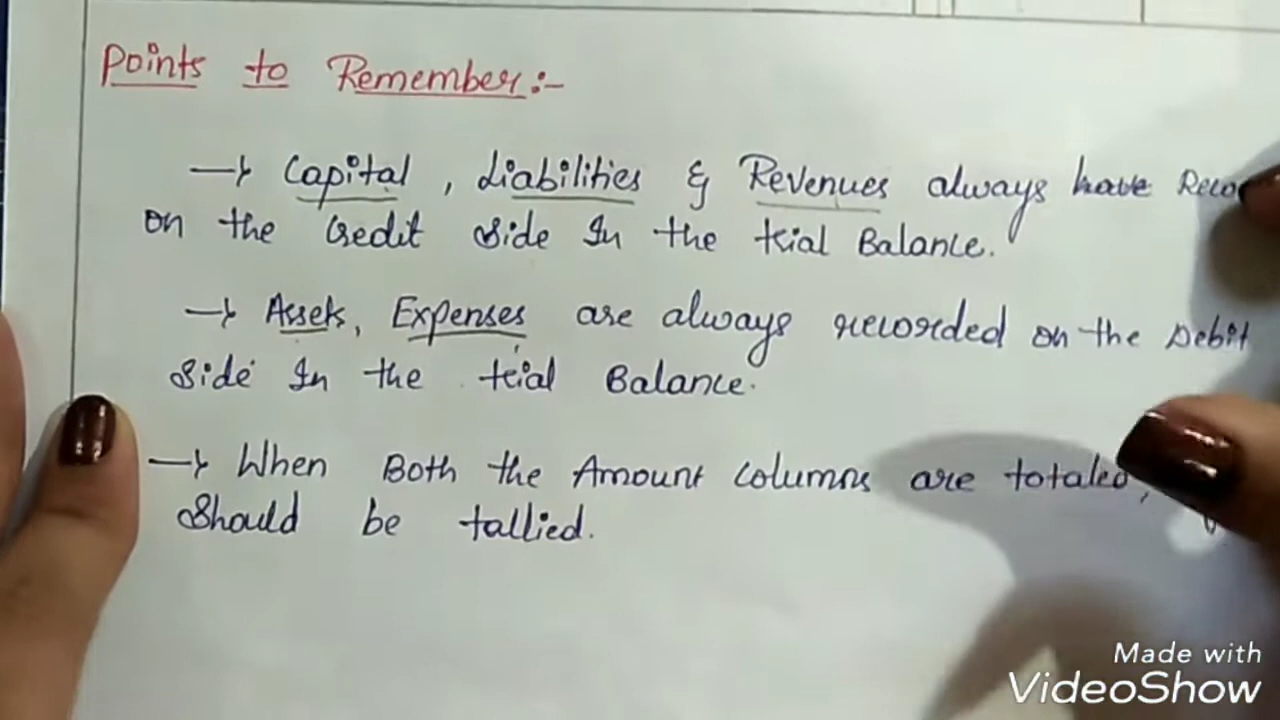 Points to Remember:-
→ Capital, Liabilities & Revenues always have
on the Credit Side In the trial Balance.
→ Assets, Expenses are always recorded on the Debit
Side In the trial Balance.
→ When Both the Amount columns are totaled,
Should be tallied.
Made with
VideoShow